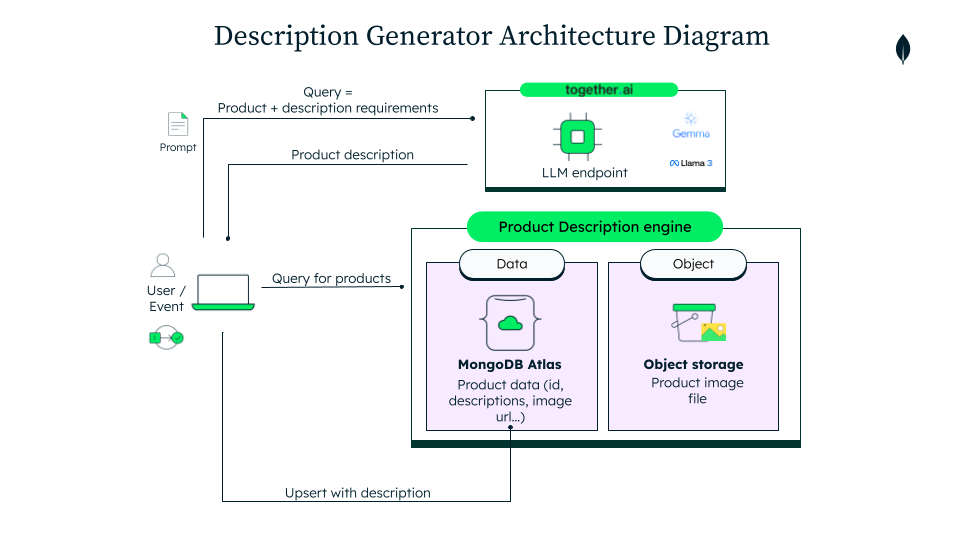 Description Generator Architecture Diagram
Query =
Product + description requirements
together.ai
Prompt
Gemma
Product description
Llama 3
LLM endpoint
Product Description engine
Data
Object
User /
Event
Query for products
MongoDB Atlas
Product data (id,
descriptions, image
url...)
Object storage
Product image
file
Upsert with description